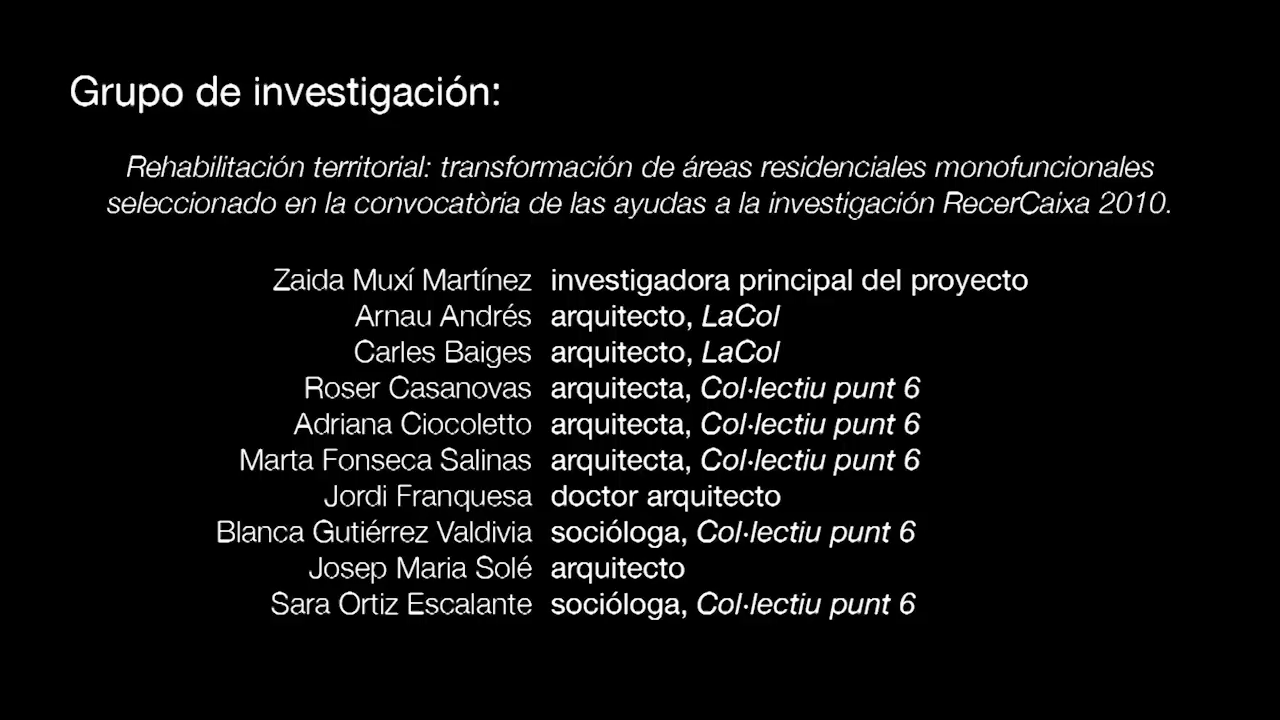 Grupo de investigación:
Rehabilitación territorial: transformación de áreas residenciales monofuncionales
seleccionado en la convocatòria de las ayudas a la investigación RecerCaixa 2010.
Zaida Muxí Martínez investigadora principal del proyecto
Arnau Andrés arquitecto, LaCol
Carles Baiges arquitecto, LaCol
Roser Casanovas arquitecta, Col·lectiu punt 6
Adriana Ciocoletto arquitecta, Col·lectiu punt 6
Marta Fonseca Salinas arquitecta, Col·lectiu punt 6
Jordi Franquesa doctor arquitecto
Blanca Gutiérrez Valdivia socióloga, Col·lectiu punt 6
Josep Maria Solé arquitecto
Sara Ortiz Escalante socióloga, Col·lectiu punt 6